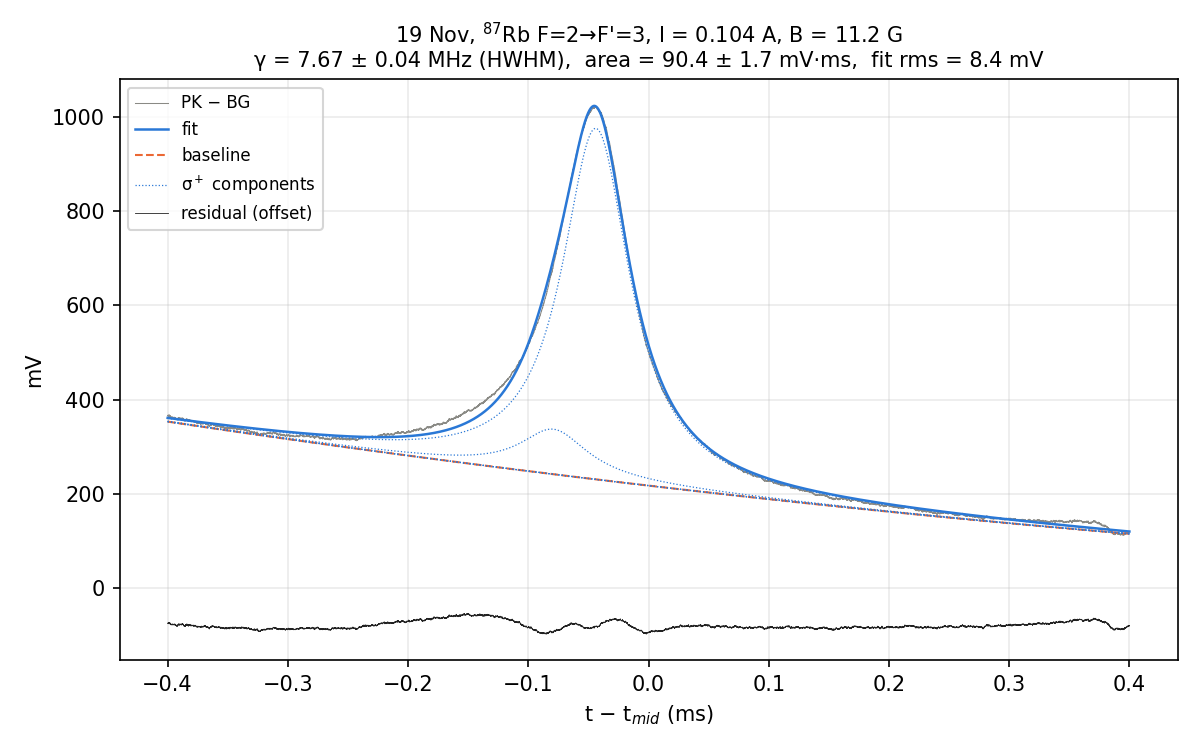 19 Nov, ⁸⁷Rb F=2→F'=3, I = 0.104 A, B = 11.2 G
γ = 7.67 ± 0.04 MHz (HWHM),  area = 90.4 ± 1.7 mV·ms,  fit rms = 8.4 mV
PK − BG
fit
baseline
σ⁺ components
residual (offset)
mV
1000
800
600
400
200
0
−0.4
−0.3
−0.2
−0.1
0.0
0.1
0.2
0.3
0.4
t − t_mid (ms)